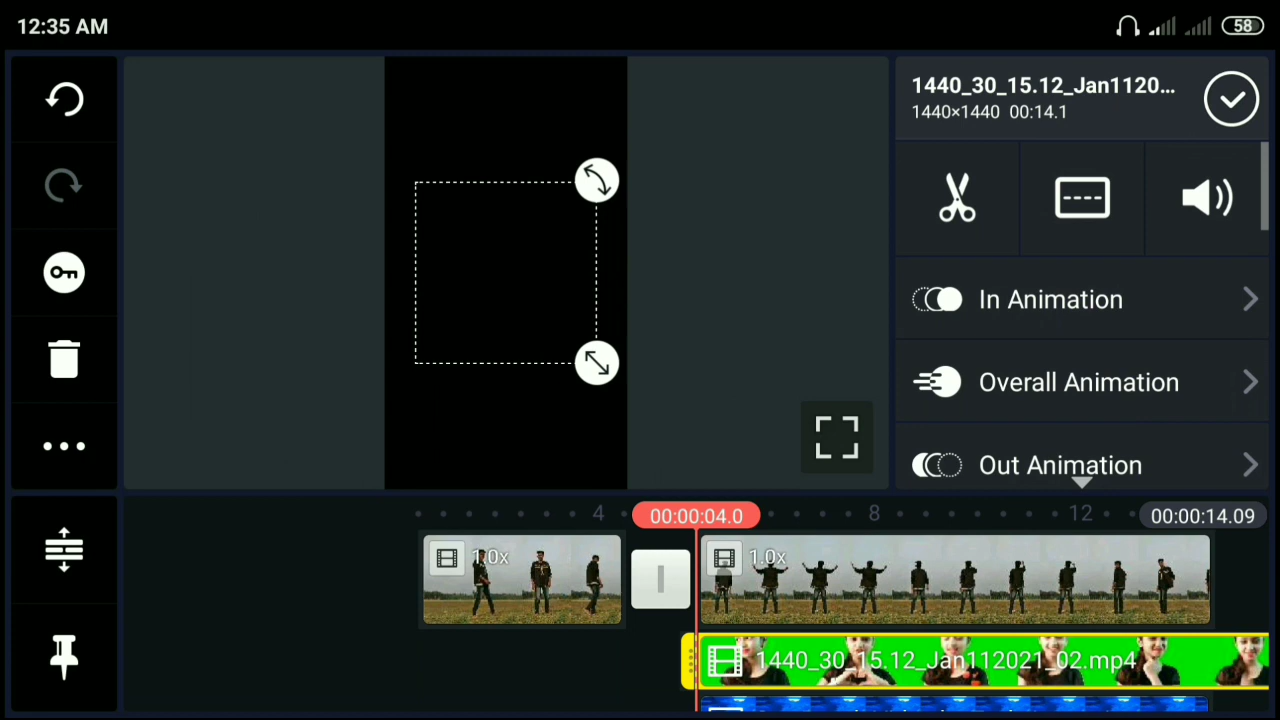 12:35 AM
58
1440_30_15.12_Jan1120...
1440×1440 00:14.1
In Animation
Overall Animation
Out Animation
4
00:00:04.0
8
12
00:00:14.09
1.0x
1.0x
1440_30_15.12_Jan112021_02.mp4